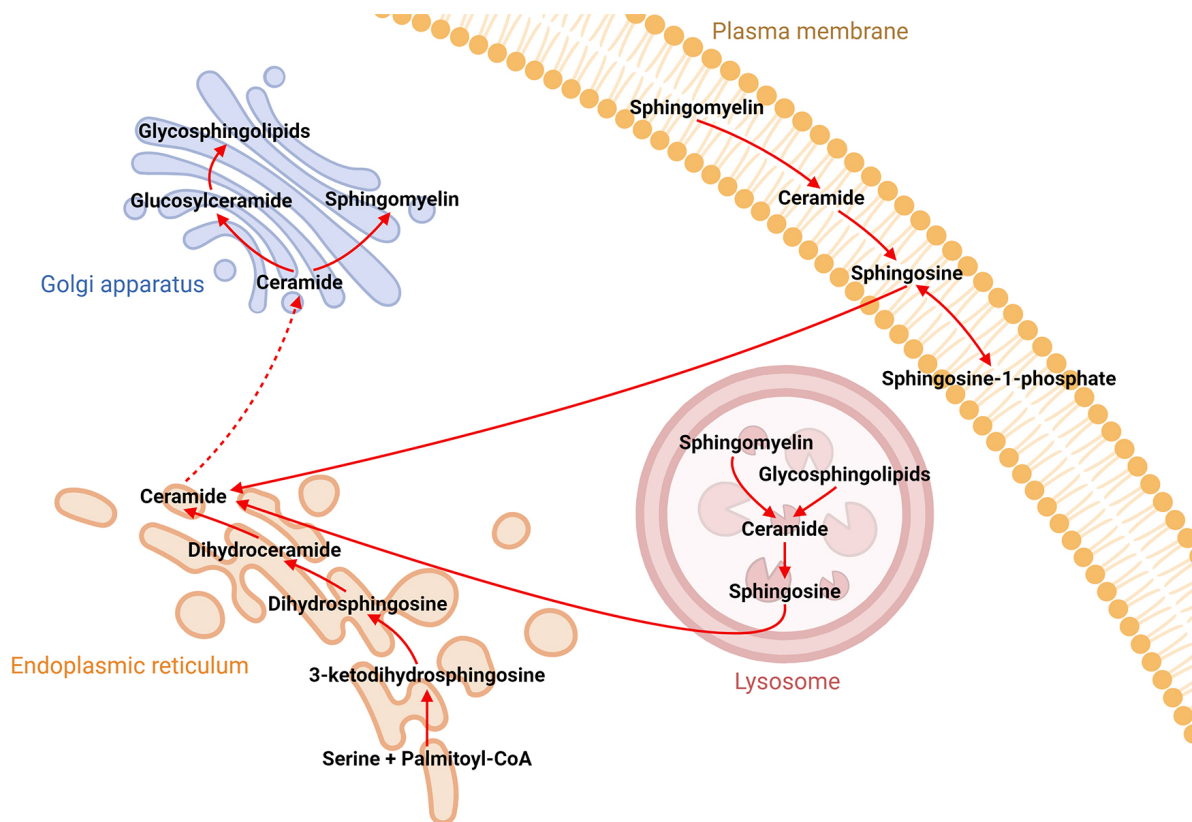 Plasma membrane
Sphingomyelin
Ceramide
Sphingosine
Sphingosine-1-phosphate
Glycosphingolipids
Glucosylceramide
Sphingomyelin
Ceramide
Golgi apparatus
Sphingomyelin
Glycosphingolipids
Ceramide
Sphingosine
Lysosome
Ceramide
Dihydroceramide
Dihydrosphingosine
3-ketodihydrosphingosine
Serine + Palmitoyl-CoA
Endoplasmic reticulum